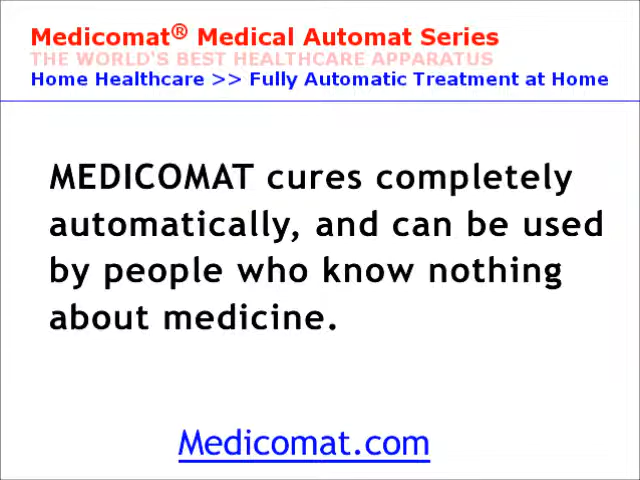 Medicomat® Medical Automat Series
THE WORLD'S BEST HEALTHCARE APPARATUS
Home Healthcare >> Fully Automatic Treatment at Home
MEDICOMAT cures completely
automatically, and can be used
by people who know nothing
about medicine.
Medicomat.com